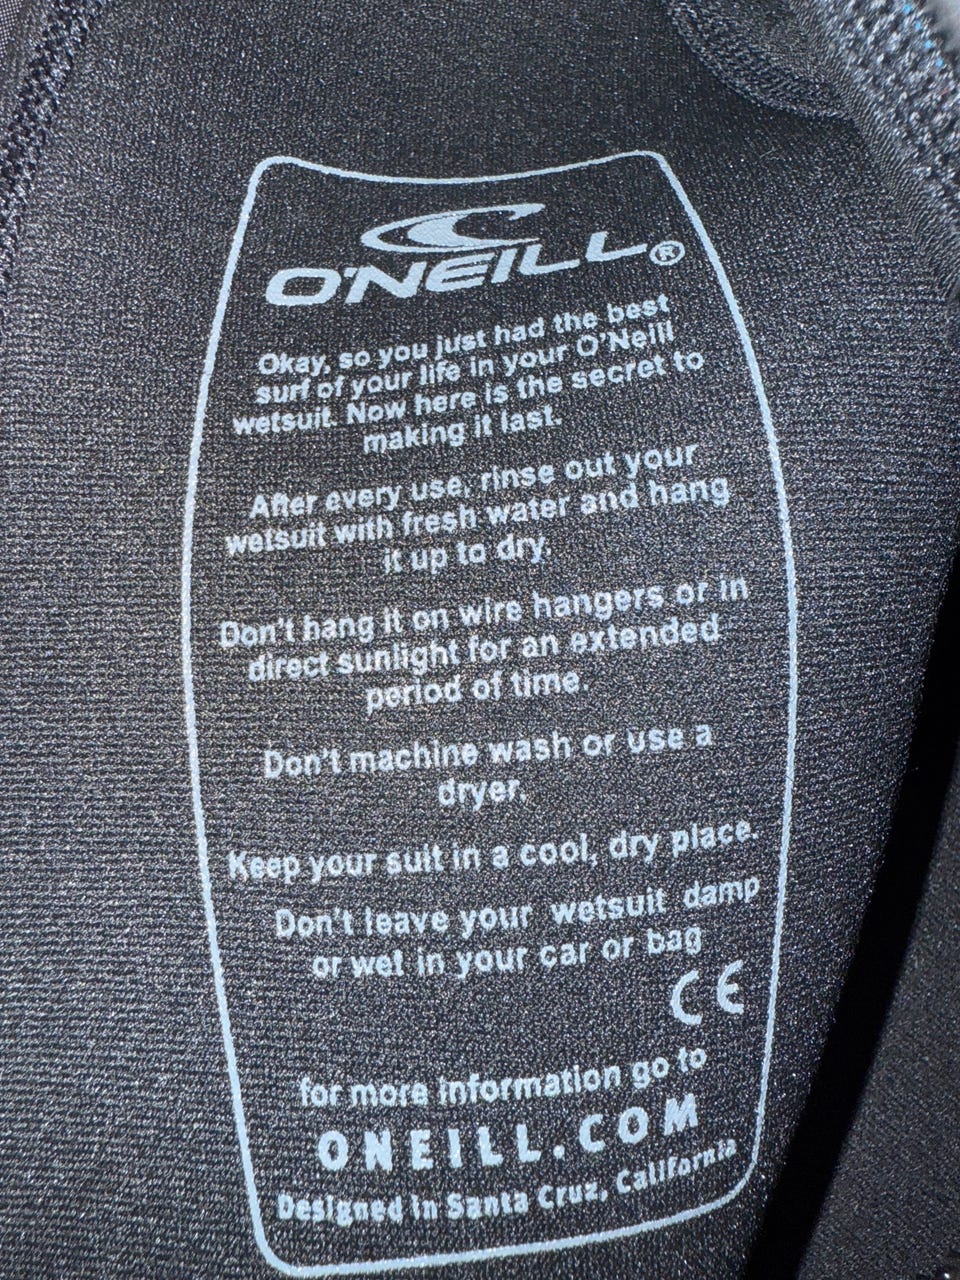 O'NEILL®
Okay, so you just had the best
surf of your life in your O'Neill
wetsuit. Now here is the secret to
making it last.
After every use, rinse out your
wetsuit with fresh water and hang
it up to dry.
Don't hang it on wire hangers or in
direct sunlight for an extended
period of time.
Don't machine wash or use a
dryer.
Keep your suit in a cool, dry place.
Don't leave your wetsuit damp
or wet in your car or bag
CE
for more information go to
ONEILL.COM
Designed in Santa Cruz, California